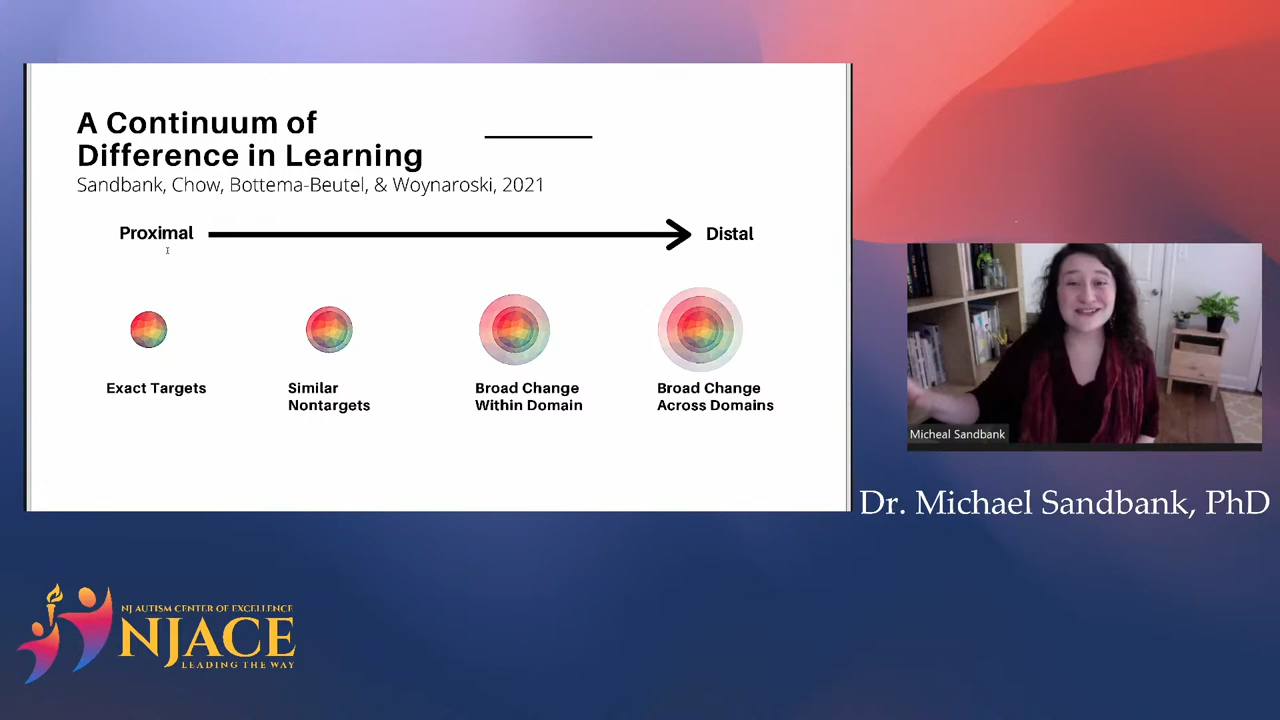 A Continuum of
Difference in Learning
Sandbank, Chow, Bottema-Beutel, & Woynaroski, 2021
Proximal
Distal
Exact Targets
Similar
Nontargets
Broad Change
Within Domain
Broad Change
Across Domains
Micheal Sandbank
Dr. Michael Sandbank, PhD
NJ AUTISM CENTER OF EXCELLENCE
NJACE
LEADING THE WAY